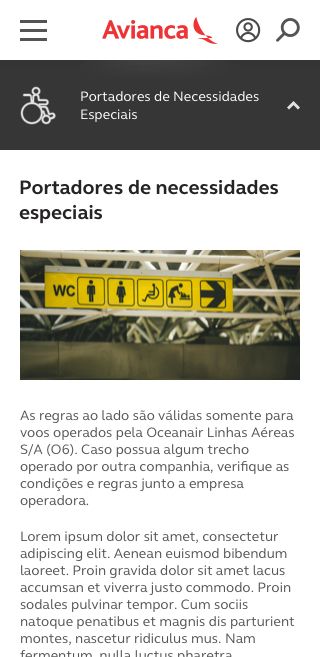 Avianca
Portadores de Necessidades
Especiais
Portadores de necessidades
especiais
WC
As regras ao lado são válidas somente para
voos operados pela Oceanair Linhas Aéreas
S/A (O6). Caso possua algum trecho
operado por outra companhia, verifique as
condições e regras junto a empresa
operadora.
Lorem ipsum dolor sit amet, consectetur
adipiscing elit. Aenean euismod bibendum
laoreet. Proin gravida dolor sit amet lacus
accumsan et viverra justo commodo. Proin
sodales pulvinar tempor. Cum sociis
natoque penatibus et magnis dis parturient
montes, nascetur ridiculus mus. Nam
fermentum, nulla luctus pharetra